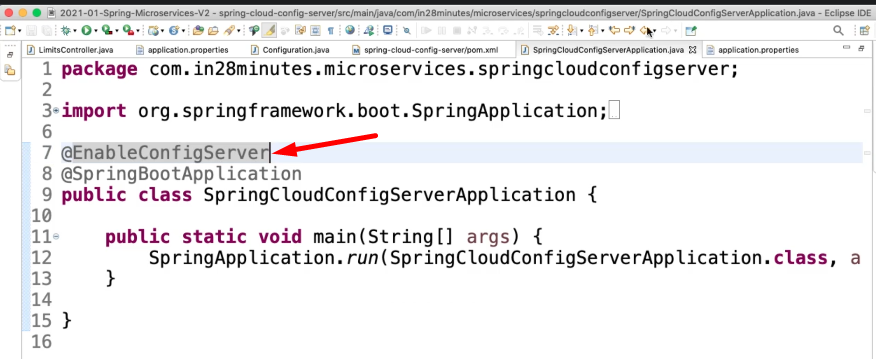 2021-01-Spring-Microservices-V2 - spring-cloud-config-server/src/main/java/com/in28minutes/microservices/springcloudconfigserver/SpringCloudConfigServerApplication.java - Eclipse IDE
LimitsController.java application.properties Configuration.java spring-cloud-config-server/pom.xml SpringCloudConfigServerApplication.java application.properties
1 package com.in28minutes.microservices.springcloudconfigserver;
2
3 import org.springframework.boot.SpringApplication;
6
7 @EnableConfigServer
8 @SpringBootApplication
9 public class SpringCloudConfigServerApplication {
10
11 public static void main(String[] args) {
12 SpringApplication.run(SpringCloudConfigServerApplication.class, a
13 }
14
15 }
16